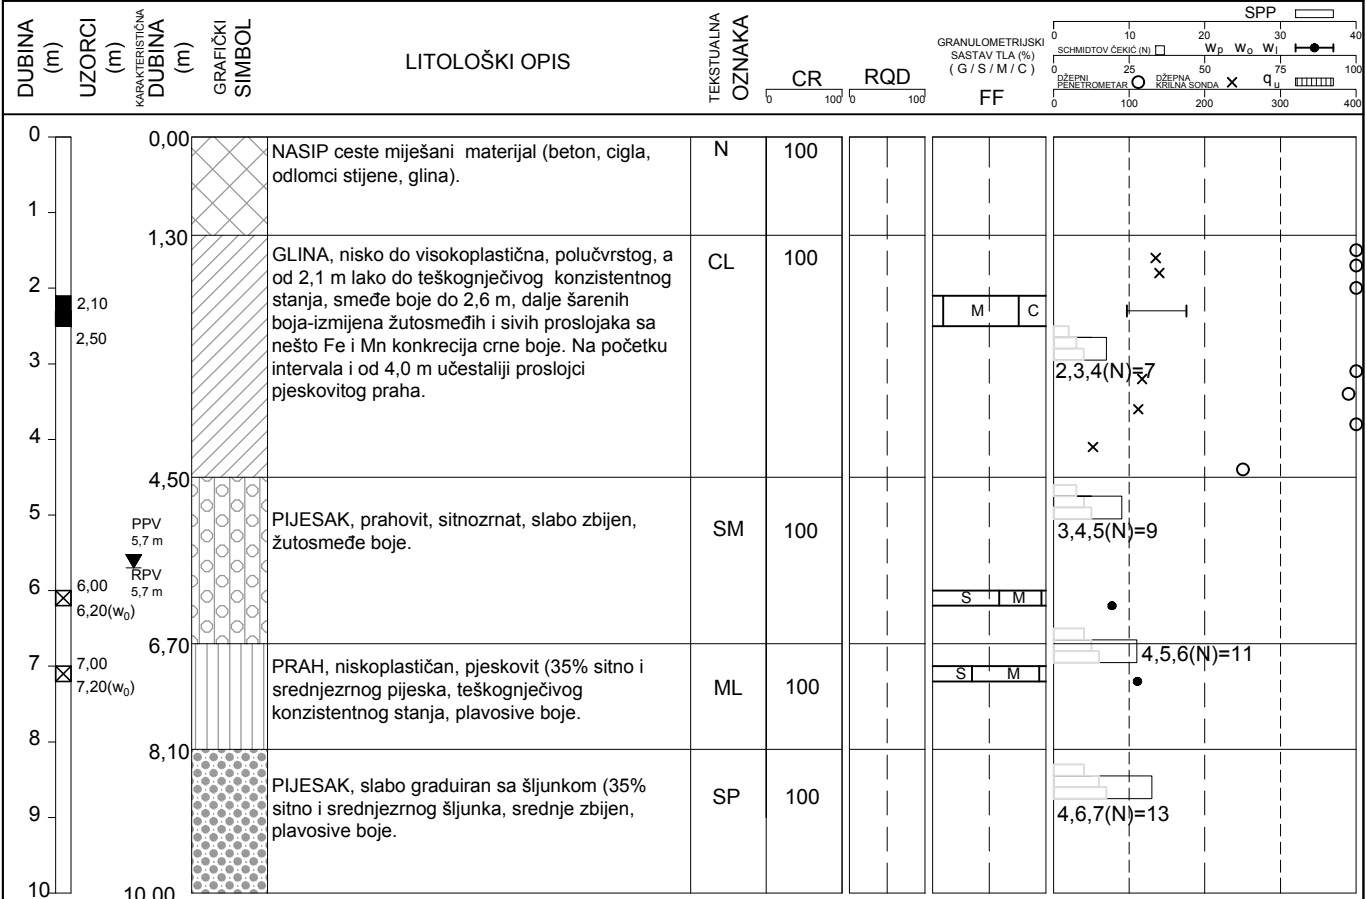 DUBINA
(m)
UZORCI
(m)
KARAKTERISTIČNA
DUBINA
(m)
GRAFIČKI
SIMBOL
LITOLOŠKI OPIS
TEKSTUALNA
OZNAKA
CR
0 100
RQD
0 100
GRANULOMETRIJSKI
SASTAV TLA (%)
( G / S / M / C )
FF
SPP
0 10 20 30 40
SCHMIDTOV ČEKIĆ (N) wp wo wl
0 25 50 75 100
DŽEPNI
PENETROMETAR
DŽEPNA
KRILNA SONDA
qu
0 100 200 300 400
0
0,00
NASIP ceste miješani materijal (beton, cigla,
odlomci stijene, glina).
N
100
1
1,30
GLINA, nisko do visokoplastična, polučvrstog, a
od 2,1 m lako do teškognječivog konzistentnog
stanja, smeđe boje do 2,6 m, dalje šarenih
boja-izmijena žutosmeđih i sivih proslojaka sa
nešto Fe i Mn konkrecija crne boje. Na početku
intervala i od 4,0 m učestaliji proslojci
pjeskovitog praha.
CL
100
2
2,10
2,50
M C
3
2,3,4(N)=7
4
4,50
PIJESAK, prahovit, sitnozrnat, slabo zbijen,
žutosmeđe boje.
SM
100
5
3,4,5(N)=9
PPV
5,7 m
RPV
5,7 m
6
6,00
6,20(w0)
S M
6,70
4,5,6(N)=11
PRAH, niskoplastičan, pjeskovit (35% sitno i
srednjezrnog pijeska, teškognječivog
konzistentnog stanja, plavosive boje.
ML
100
7
7,00
7,20(w0)
S M
8
8,10
PIJESAK, slabo graduiran sa šljunkom (35%
sitno i srednjezrnog šljunka, srednje zbijen,
plavosive boje.
SP
100
4,6,7(N)=13
9
10
10,00